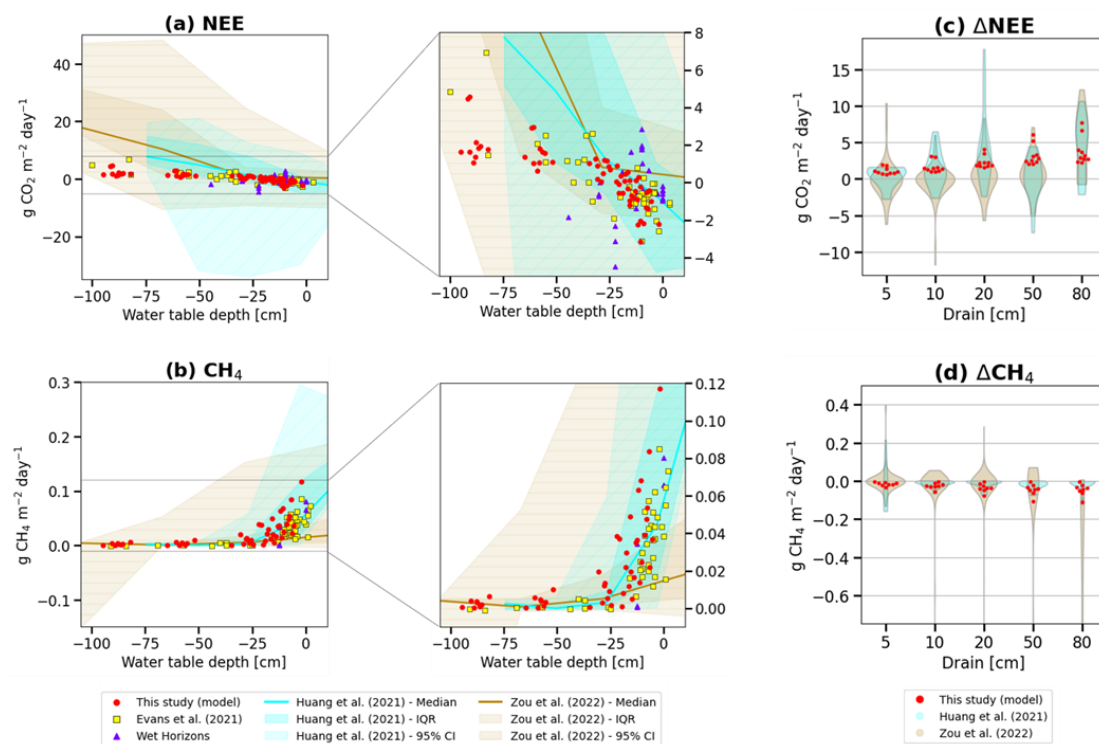 (a) NEE
(c) ΔNEE
g CO₂ m⁻² day⁻¹
40
20
0
−20
−100
−75
−50
−25
0
Water table depth [cm]
8
6
4
2
0
−2
−4
−100
−75
−50
−25
0
Water table depth [cm]
g CO₂ m⁻² day⁻¹
15
10
5
0
−5
−10
5
10
20
50
80
Drain [cm]
(b) CH₄
(d) ΔCH₄
g CH₄ m⁻² day⁻¹
0.3
0.2
0.1
0.0
−0.1
−100
−75
−50
−25
0
Water table depth [cm]
0.12
0.10
0.08
0.06
0.04
0.02
0.00
−100
−75
−50
−25
0
Water table depth [cm]
g CH₄ m⁻² day⁻¹
0.4
0.2
0.0
−0.2
−0.4
−0.6
5
10
20
50
80
Drain [cm]
This study (model)
Evans et al. (2021)
Wet Horizons
Huang et al. (2021) - Median
Huang et al. (2021) - IQR
Huang et al. (2021) - 95% CI
Zou et al. (2022) - Median
Zou et al. (2022) - IQR
Zou et al. (2022) - 95% CI
This study (model)
Huang et al. (2021)
Zou et al. (2022)